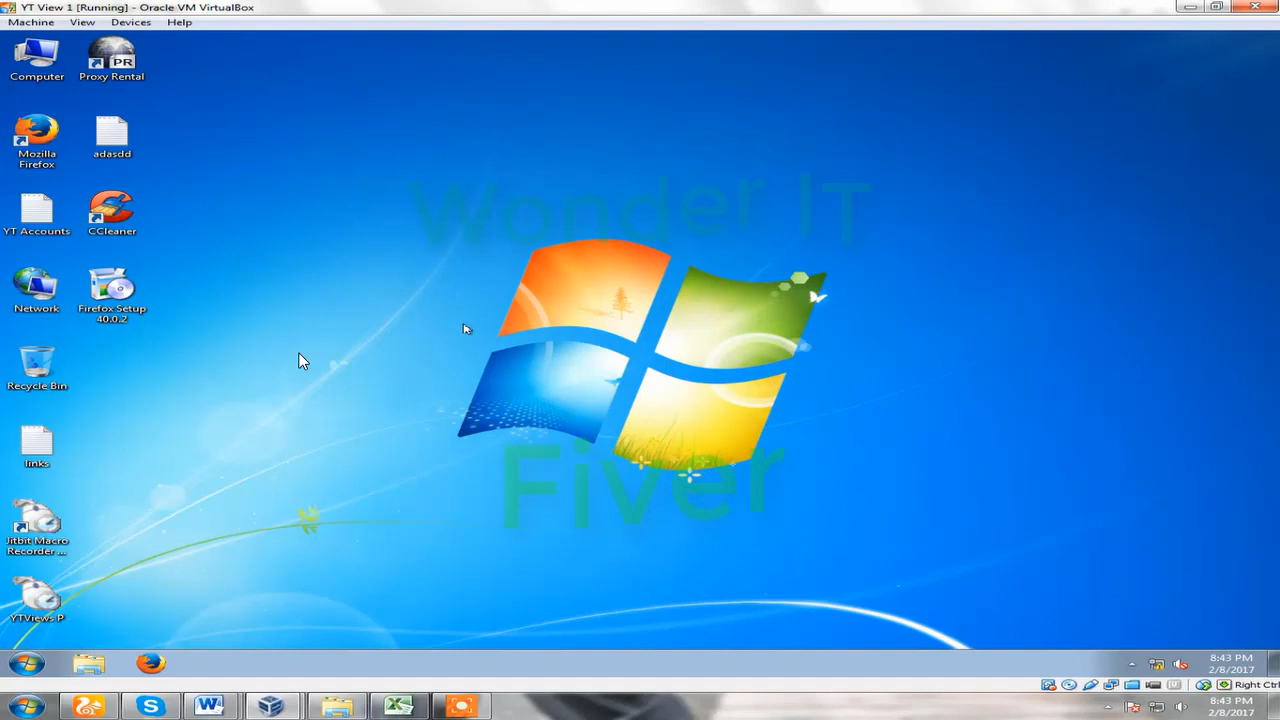 YT View 1 [Running] - Oracle VM VirtualBox
Machine View Devices Help
Computer
PR
Proxy Rental
Mozilla
Firefox
adasdd
YT Accounts
CCleaner
Network
Firefox Setup
40.0.2
Recycle Bin
links
Jitbit Macro
Recorder ...
YTViews P
Wonder IT
Fiver
8:43 PM
2/8/2017
Right Ctrl
8:43 PM
2/8/2017